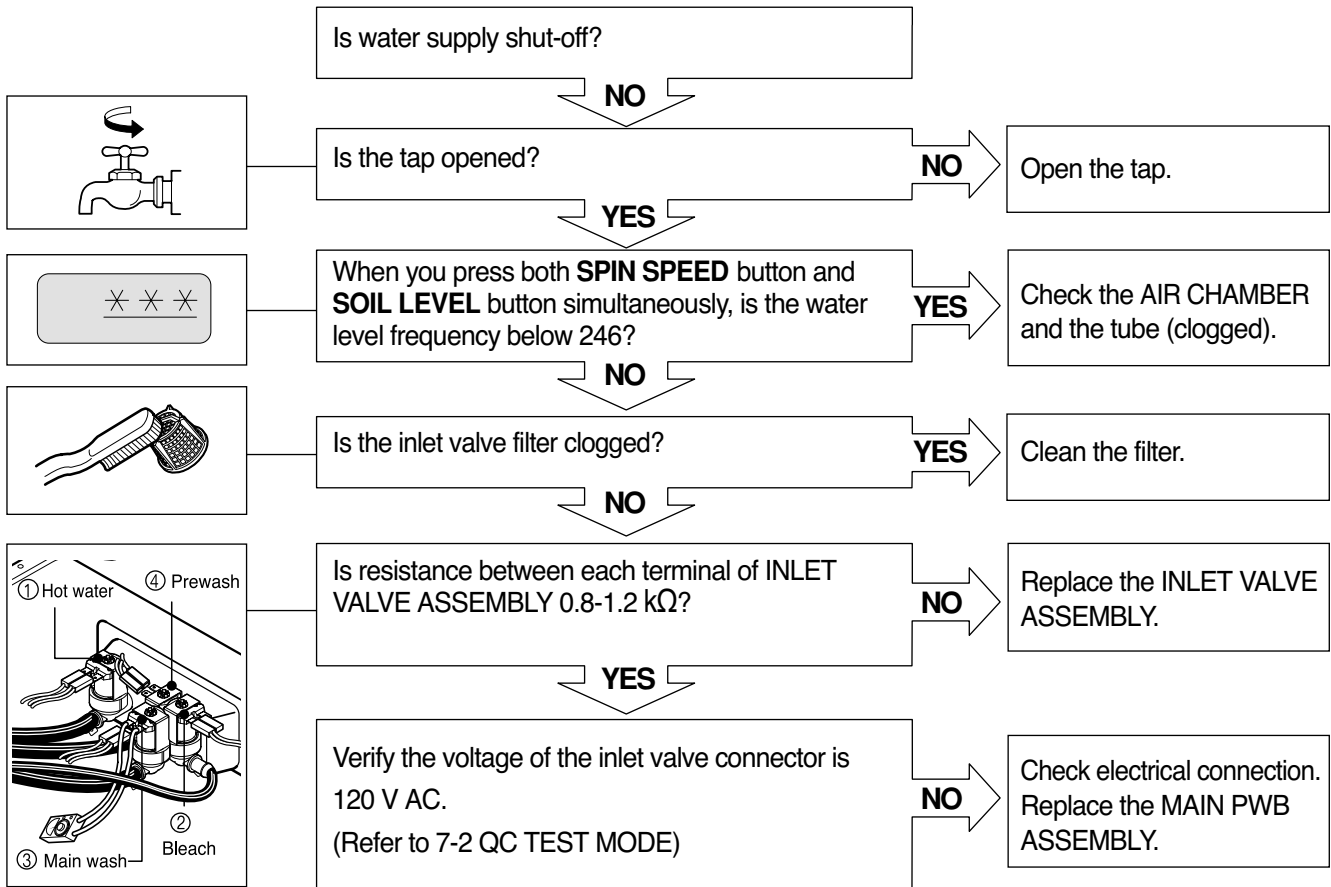 Is water supply shut-off?
NO
Is the tap opened?
NO
Open the tap.
YES
When you press both SPIN SPEED button and
SOIL LEVEL button simultaneously, is the water
level frequency below 246?
YES
Check the AIR CHAMBER
and the tube (clogged).
NO
Is the inlet valve filter clogged?
YES
Clean the filter.
NO
① Hot water
④ Prewash
② 
Bleach
③ Main wash
Is resistance between each terminal of INLET
VALVE ASSEMBLY 0.8-1.2 kΩ?
NO
Replace the INLET VALVE
ASSEMBLY.
YES
Verify the voltage of the inlet valve connector is
120 V AC.
(Refer to 7-2 QC TEST MODE)
NO
Check electrical connection.
Replace the MAIN PWB
ASSEMBLY.